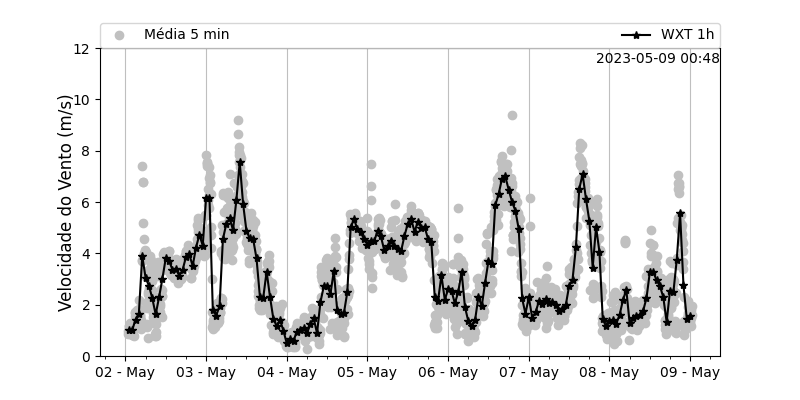 Média 5 min
WXT 1h
2023-05-09 00:48
Velocidade do Vento (m/s)
12
10
8
6
4
2
0
02 - May
03 - May
04 - May
05 - May
06 - May
07 - May
08 - May
09 - May